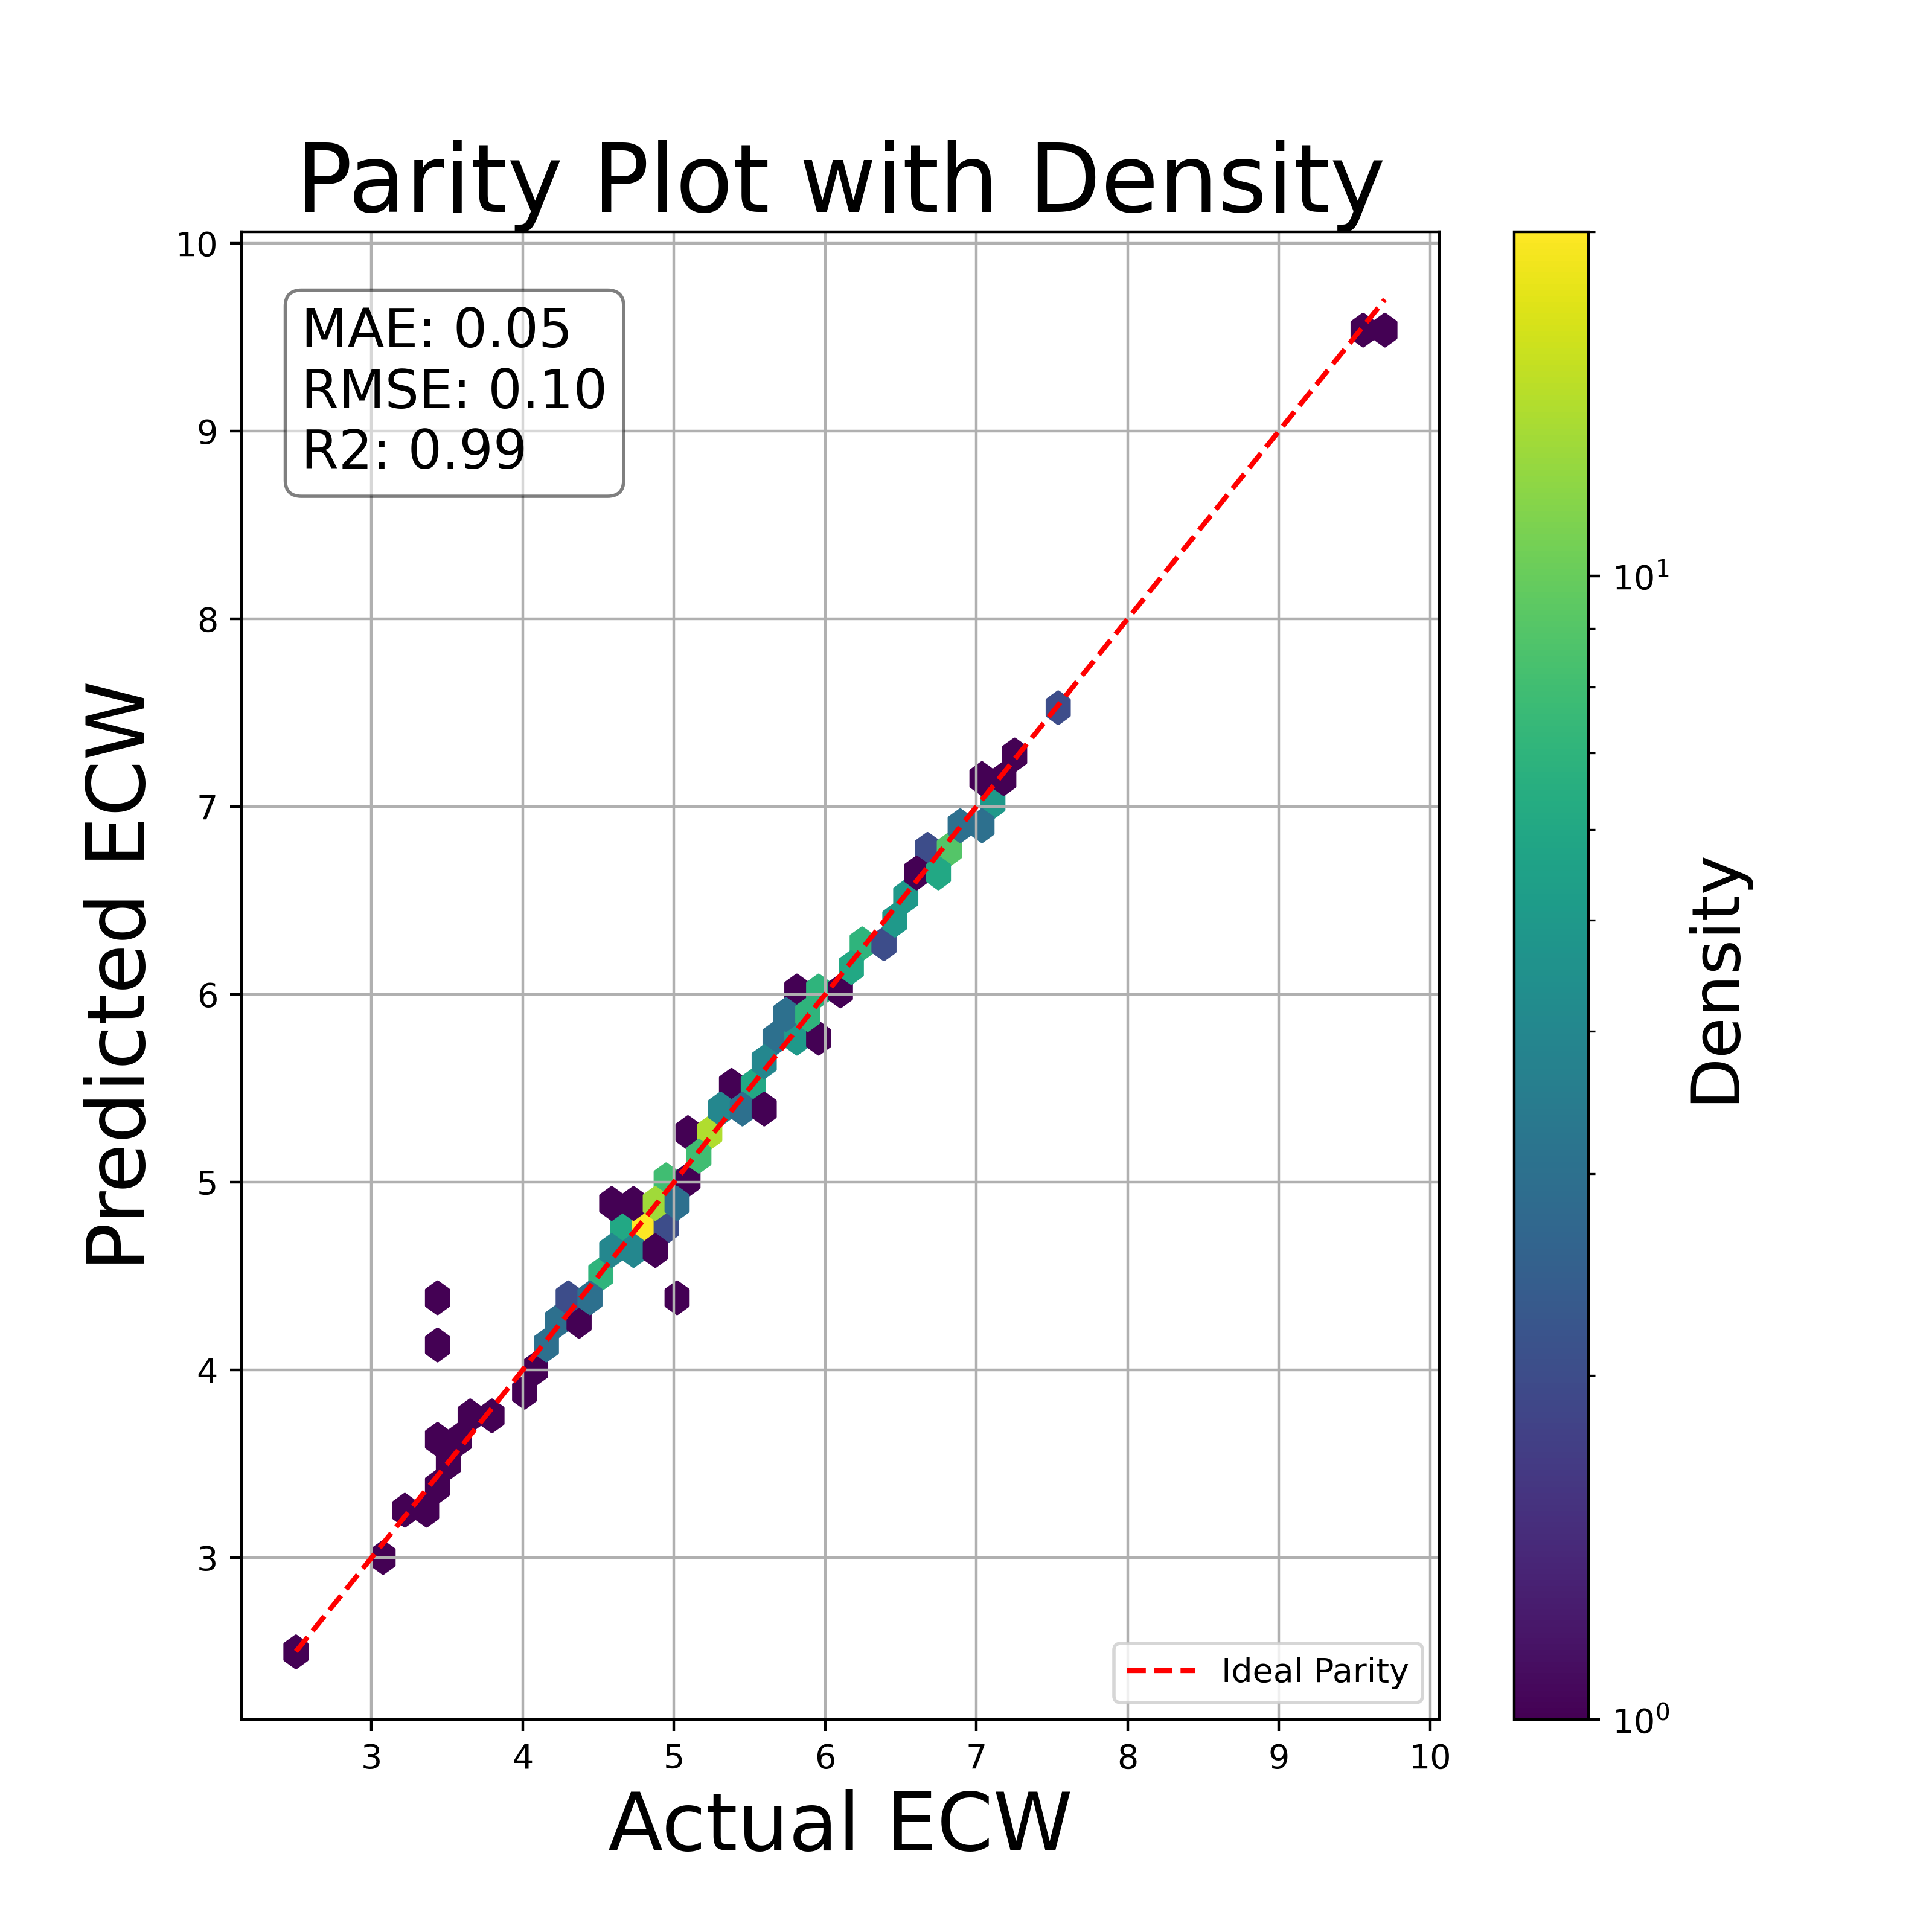 Parity Plot with Density
MAE: 0.05
RMSE: 0.10
R2: 0.99
Predicted ECW
10
9
8
7
6
5
4
3
3 4 5 6 7 8 9 10
Actual ECW
Ideal Parity
10¹
10⁰
Density